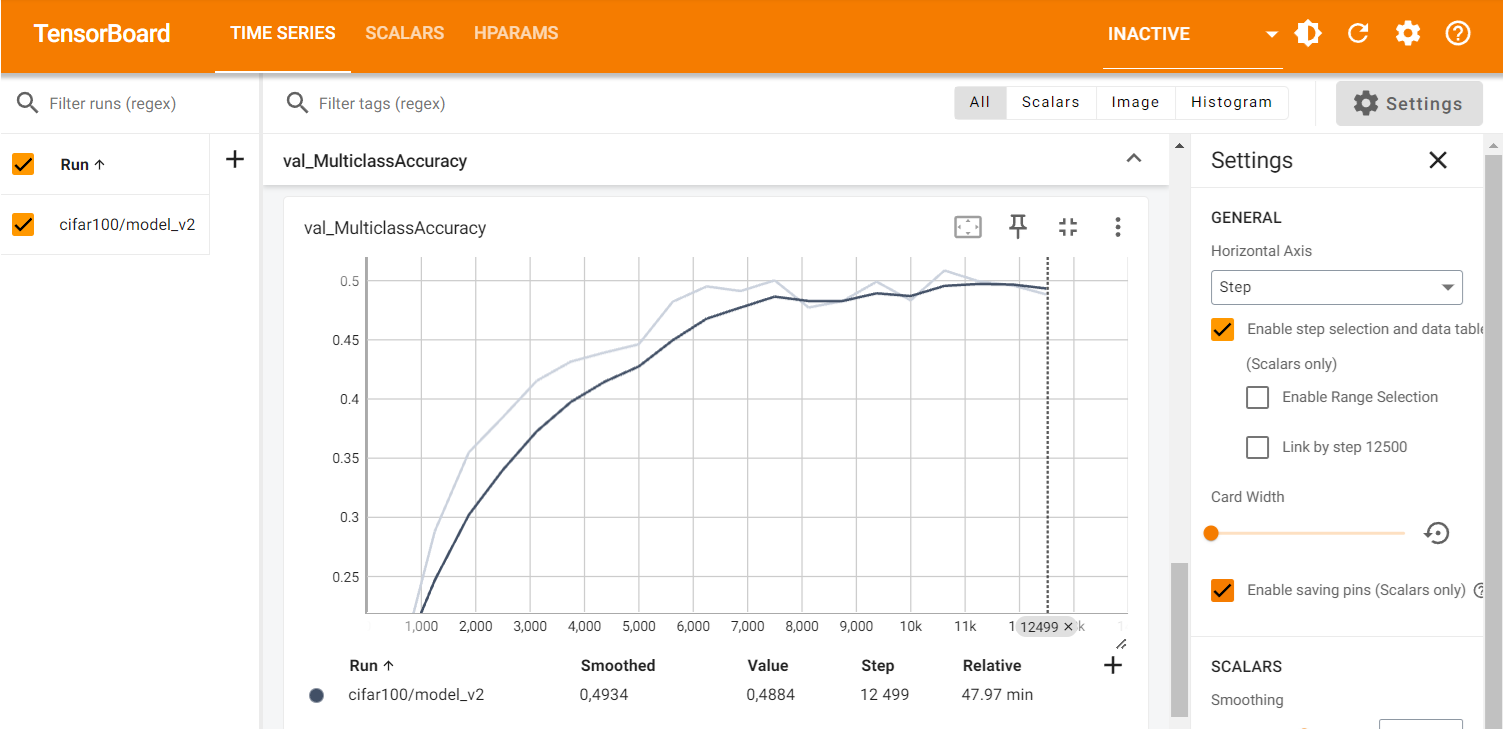 TensorBoard TIME SERIES SCALARS HPARAMS INACTIVE
Filter runs (regex) Filter tags (regex) All Scalars Image Histogram Settings
Run
cifar100/model_v2
val_MulticlassAccuracy
val_MulticlassAccuracy
0.5
0.45
0.4
0.35
0.3
0.25
1,000 2,000 3,000 4,000 5,000 6,000 7,000 8,000 9,000 10k 11k 12499
Run Smoothed Value Step Relative
cifar100/model_v2 0,4934 0,4884 12 499 47.97 min
Settings
GENERAL
Horizontal Axis
Step
Enable step selection and data table
(Scalars only)
Enable Range Selection
Link by step 12500
Card Width
Enable saving pins (Scalars only)
SCALARS
Smoothing